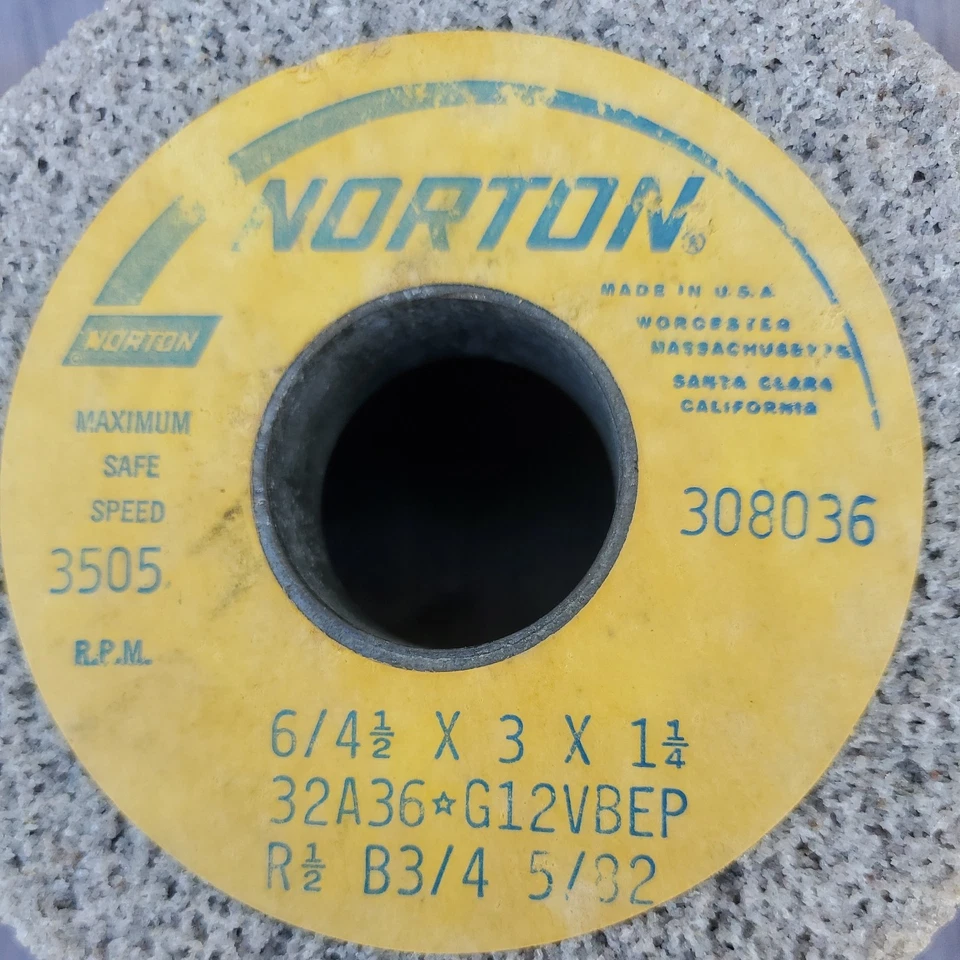 NORTON®
MADE IN U.S.A.
WORCESTER
MASSACHUSETTS
SANTA CLARA
CALIFORNIA
NORTON
MAXIMUM
SAFE
SPEED
3505
R.P.M.
308036
6/4½ X 3 X 1¼
32A36☆G12VBEP
R½ B3/4 5/82